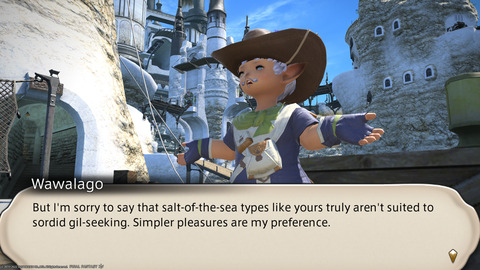 Wawalago
But I'm sorry to say that salt-of-the-sea types like yours truly aren't suited to
sordid gil-seeking. Simpler pleasures are my preference.